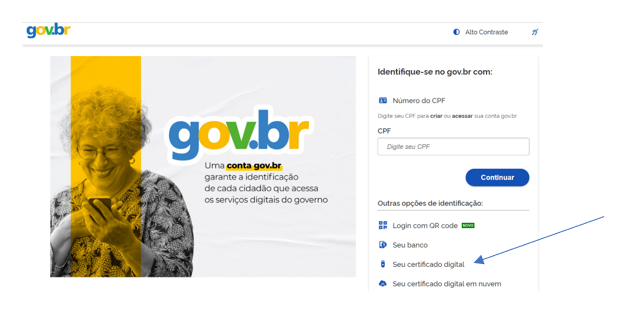 gov.br
Alto Contraste
gov.br
Uma conta gov.br
garante a identificação
de cada cidadão que acessa
os serviços digitais do governo
Identifique-se no gov.br com:
Número do CPF
Digite seu CPF para criar ou acessar sua conta gov.br
CPF
Digite seu CPF
Continuar
Outras opções de identificação:
Login com QR code NOVO
Seu banco
Seu certificado digital
Seu certificado digital em nuvem